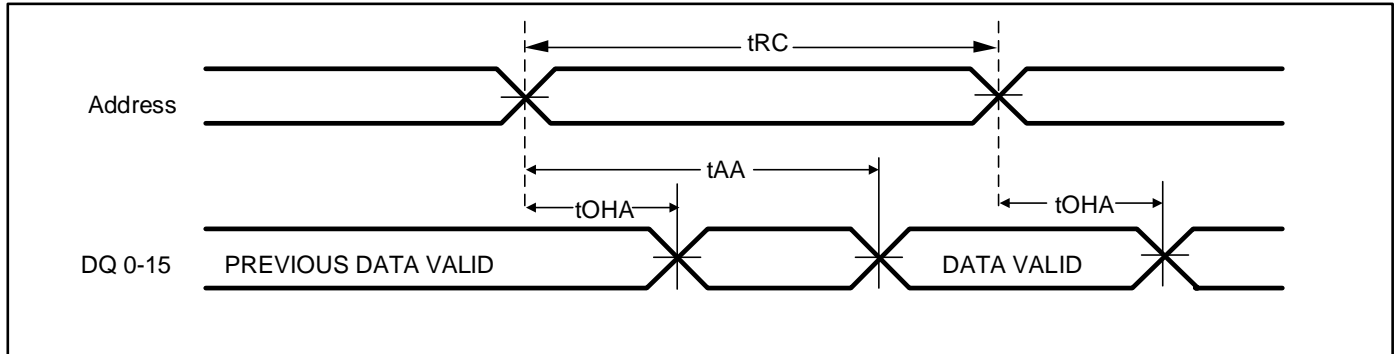 tRC
Address
tAA
tOHA
tOHA
DQ 0-15
PREVIOUS DATA VALID
DATA VALID